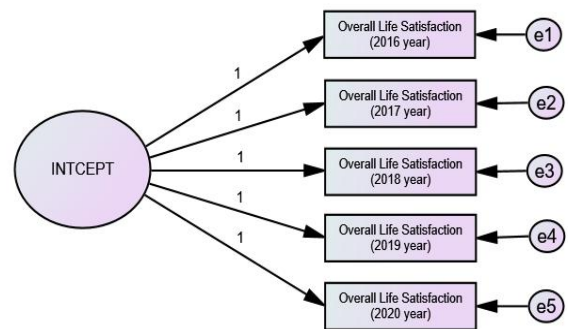 Overall Life Satisfaction
(2016 year)
e1
1
Overall Life Satisfaction
(2017 year)
e2
1
INTCEPT
1
Overall Life Satisfaction
(2018 year)
e3
1
Overall Life Satisfaction
(2019 year)
e4
1
Overall Life Satisfaction
(2020 year)
e5